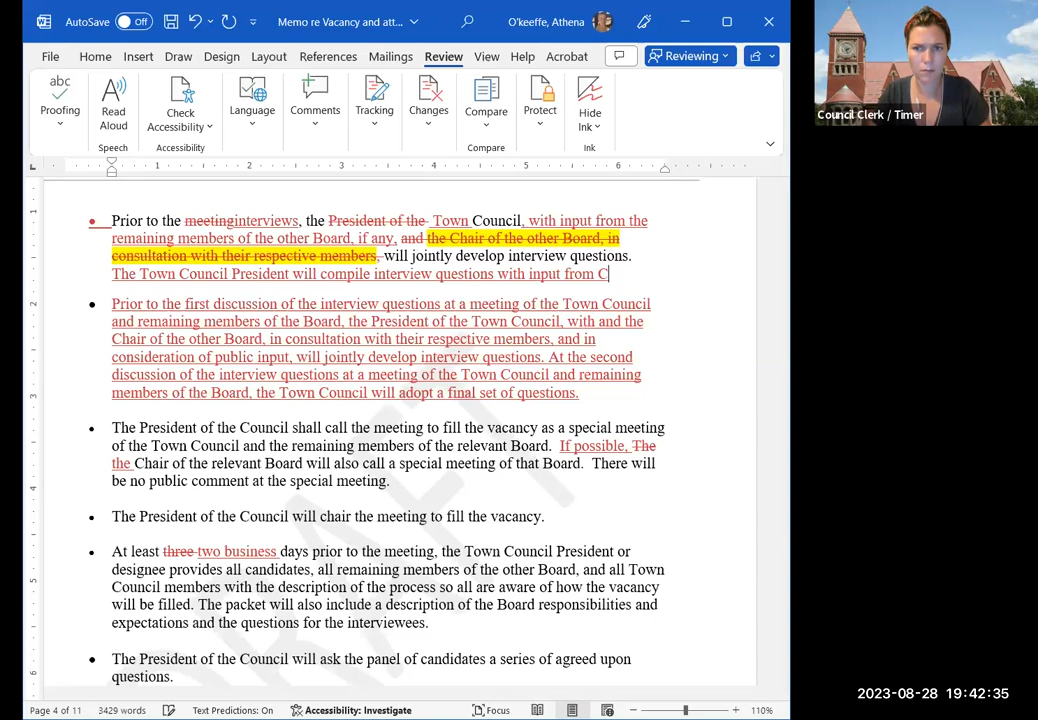 AutoSave Off Memo re Vacancy and att... O'keeffe, Athena
File Home Insert Draw Design Layout References Mailings Review View Help Acrobat Reviewing
abc
Proofing Read Aloud Check Accessibility Language Comments Tracking Changes Compare Protect Hide Ink
Speech Accessibility Compare Ink
Council Clerk / Timer
1 2 3 4 5 6
Prior to the meetinginterviews, the President of the Town Council, with input from the
remaining members of the other Board, if any, and the Chair of the other Board, in
consultation with their respective members, will jointly develop interview questions.
The Town Council President will compile interview questions with input from C
Prior to the first discussion of the interview questions at a meeting of the Town Council
and remaining members of the Board, the President of the Town Council, with and the
Chair of the other Board, in consultation with their respective members, and in
consideration of public input, will jointly develop interview questions. At the second
discussion of the interview questions at a meeting of the Town Council and remaining
members of the Board, the Town Council will adopt a final set of questions.
The President of the Council shall call the meeting to fill the vacancy as a special meeting
of the Town Council and the remaining members of the relevant Board. If possible, The
the Chair of the relevant Board will also call a special meeting of that Board. There will
be no public comment at the special meeting.
The President of the Council will chair the meeting to fill the vacancy.
At least three two business days prior to the meeting, the Town Council President or
designee provides all candidates, all remaining members of the other Board, and all Town
Council members with the description of the process so all are aware of how the vacancy
will be filled. The packet will also include a description of the Board responsibilities and
expectations and the questions for the interviewees.
The President of the Council will ask the panel of candidates a series of agreed upon
questions.
DRAFT
2023-08-28 19:42:35
Page 4 of 11 3429 words Text Predictions: On Accessibility: Investigate Focus 110%